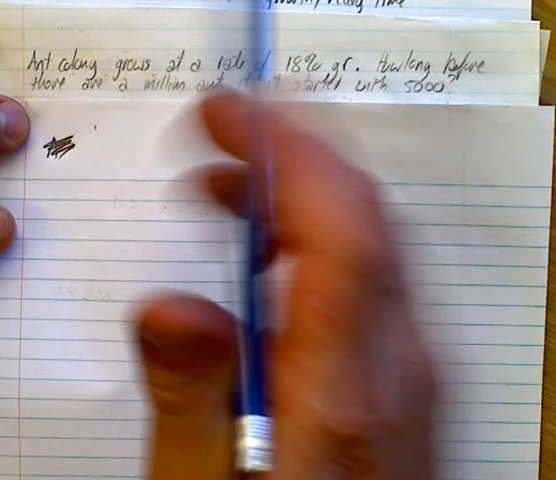 time
Ant colony grows at a rate of 18% gr. How long before
there are a million ants if it started with 5000